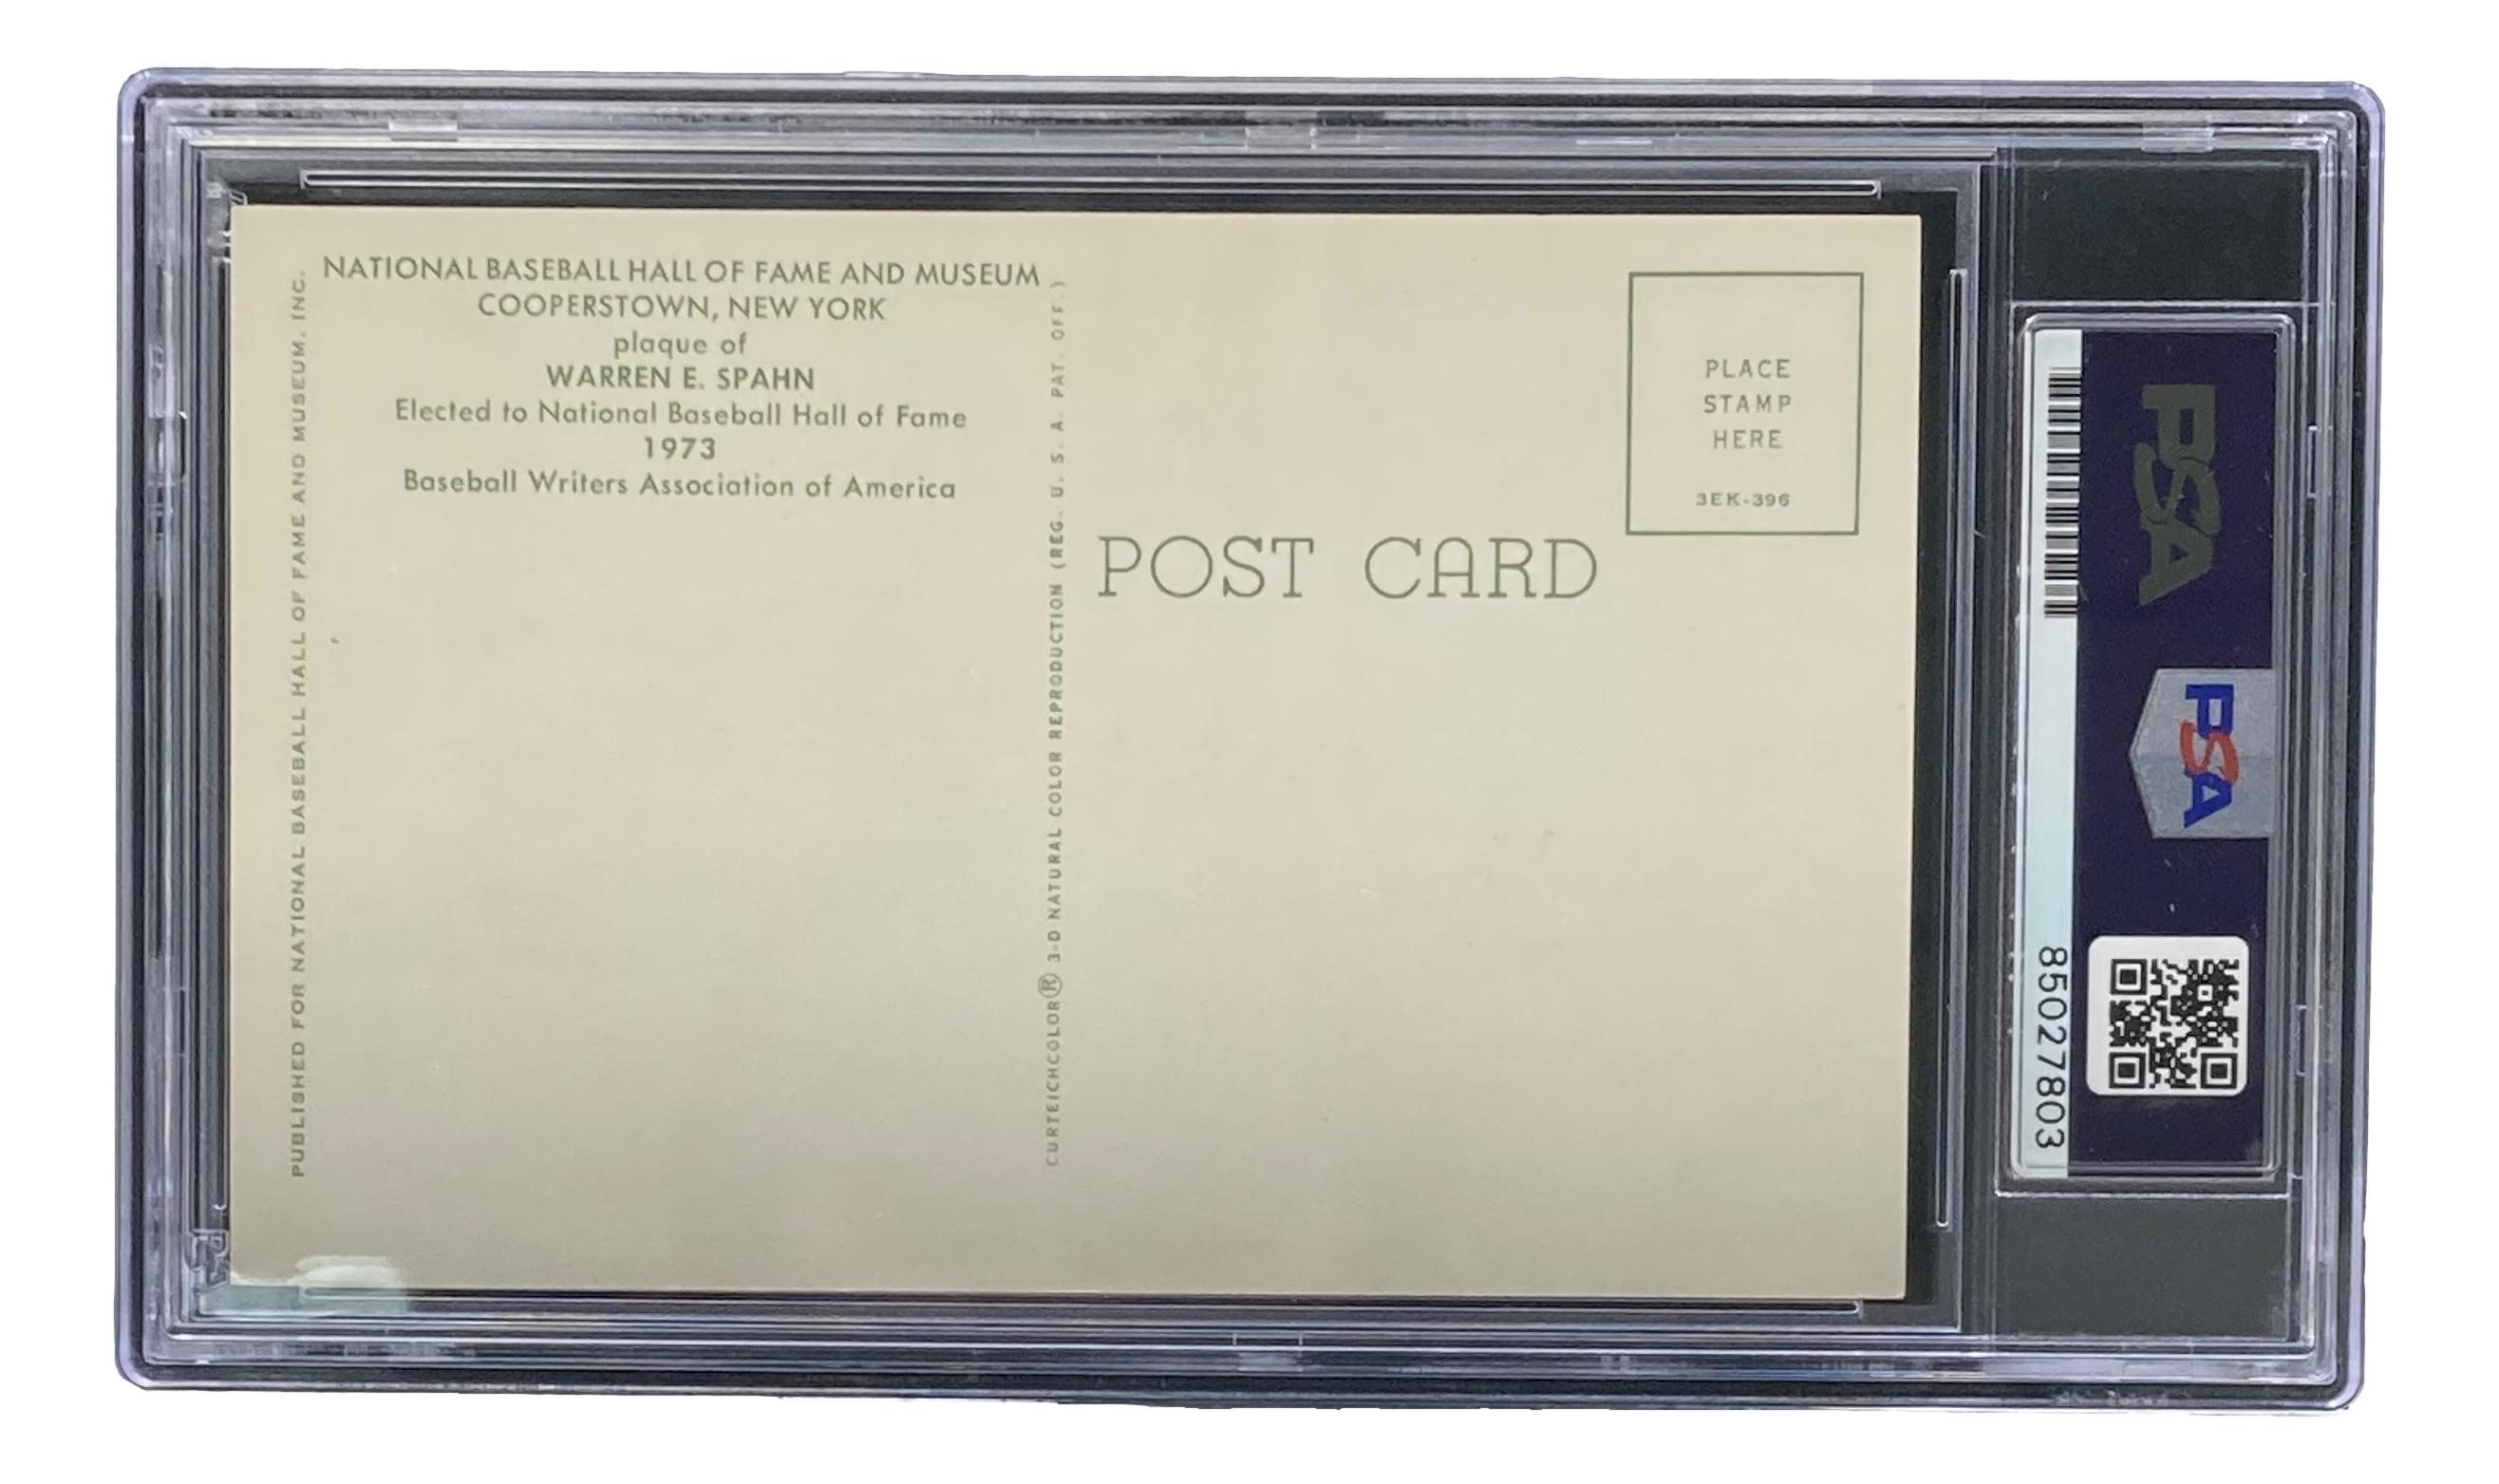 NATIONAL BASEBALL HALL OF FAME AND MUSEUM
COOPERSTOWN, NEW YORK
plaque of
WARREN E. SPAHN
Elected to National Baseball Hall of Fame
1973
Baseball Writers Association of America
PUBLISHED FOR NATIONAL BASEBALL HALL OF FAME AND MUSEUM, INC.
CURTEICHCOLOR® 3-D NATURAL COLOR REPRODUCTION (REG. U. S. A. PAT. OFF.)
POST CARD
PLACE
STAMP
HERE
3EK-396
PSA
PSA
85027803